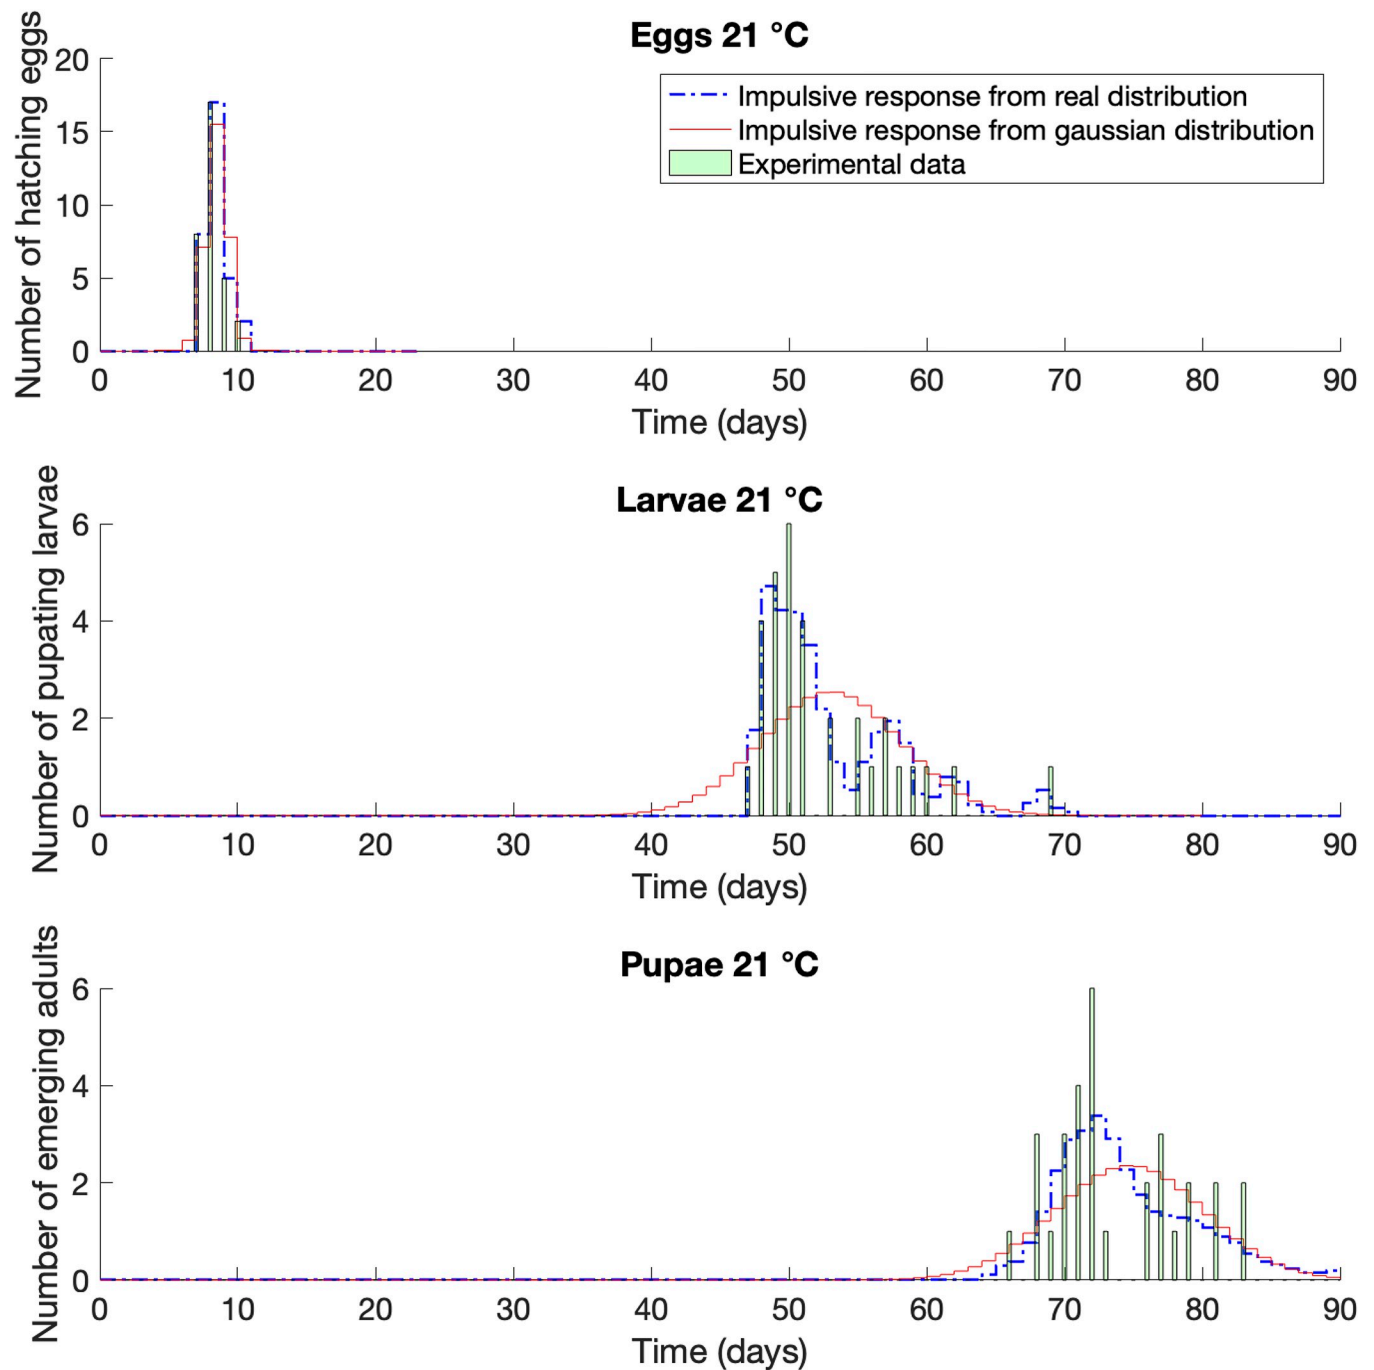 Eggs 21 °C
Number of hatching eggs
20
15
10
5
0
Impulsive response from real distribution
Impulsive response from gaussian distribution
Experimental data
0 10 20 30 40 50 60 70 80 90
Time (days)
Larvae 21 °C
Number of pupating larvae
6
4
2
0
0 10 20 30 40 50 60 70 80 90
Time (days)
Pupae 21 °C
Number of emerging adults
6
4
2
0
0 10 20 30 40 50 60 70 80 90
Time (days)